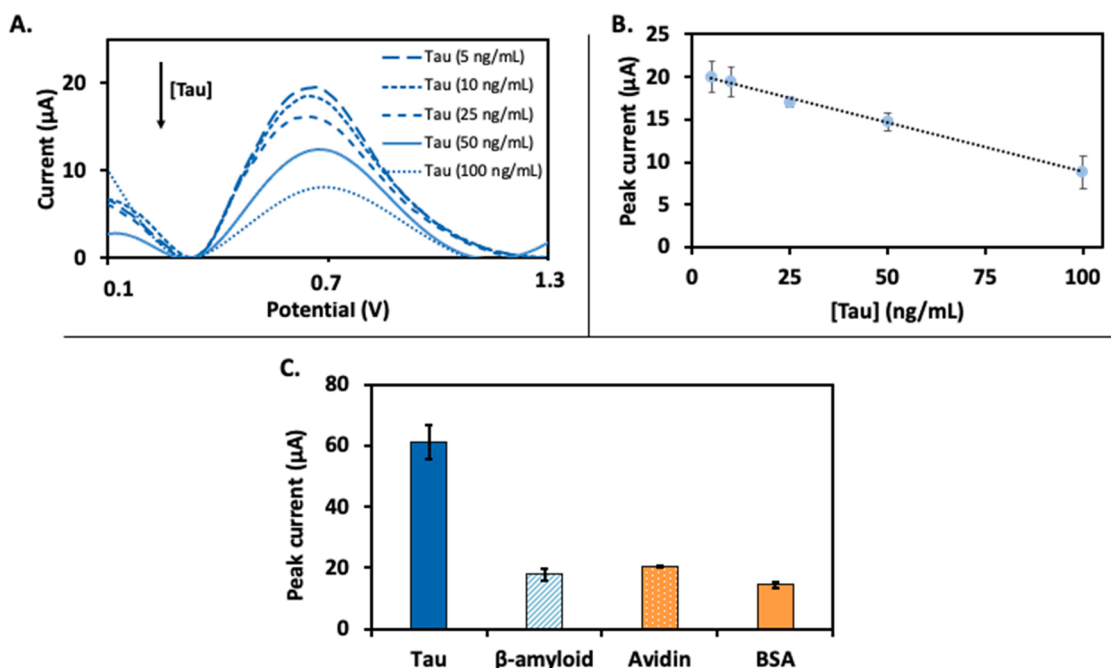 A.
Current (µA)
20
10
0
0.1
0.7
1.3
Potential (V)
[Tau]
Tau (5 ng/mL)
Tau (10 ng/mL)
Tau (25 ng/mL)
Tau (50 ng/mL)
Tau (100 ng/mL)
B.
Peak current (µA)
25
20
15
10
5
0
0
25
50
75
100
[Tau] (ng/mL)
C.
Peak current (µA)
80
60
40
20
0
Tau
β-amyloid
Avidin
BSA